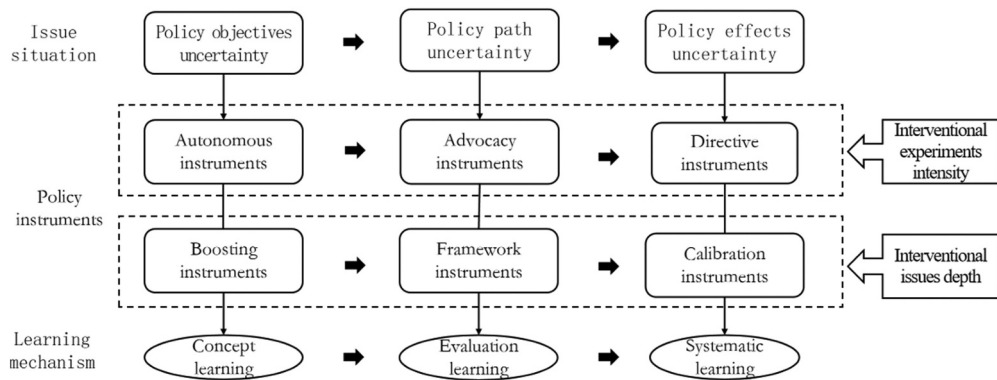 Issue
situation
Policy objectives
uncertainty
Policy path
uncertainty
Policy effects
uncertainty
Policy
instruments
Autonomous
instruments
Advocacy
instruments
Directive
instruments
Interventional
experiments
intensity
Boosting
instruments
Framework
instruments
Calibration
instruments
Interventional
issues depth
Learning
mechanism
Concept
learning
Evaluation
learning
Systematic
learning